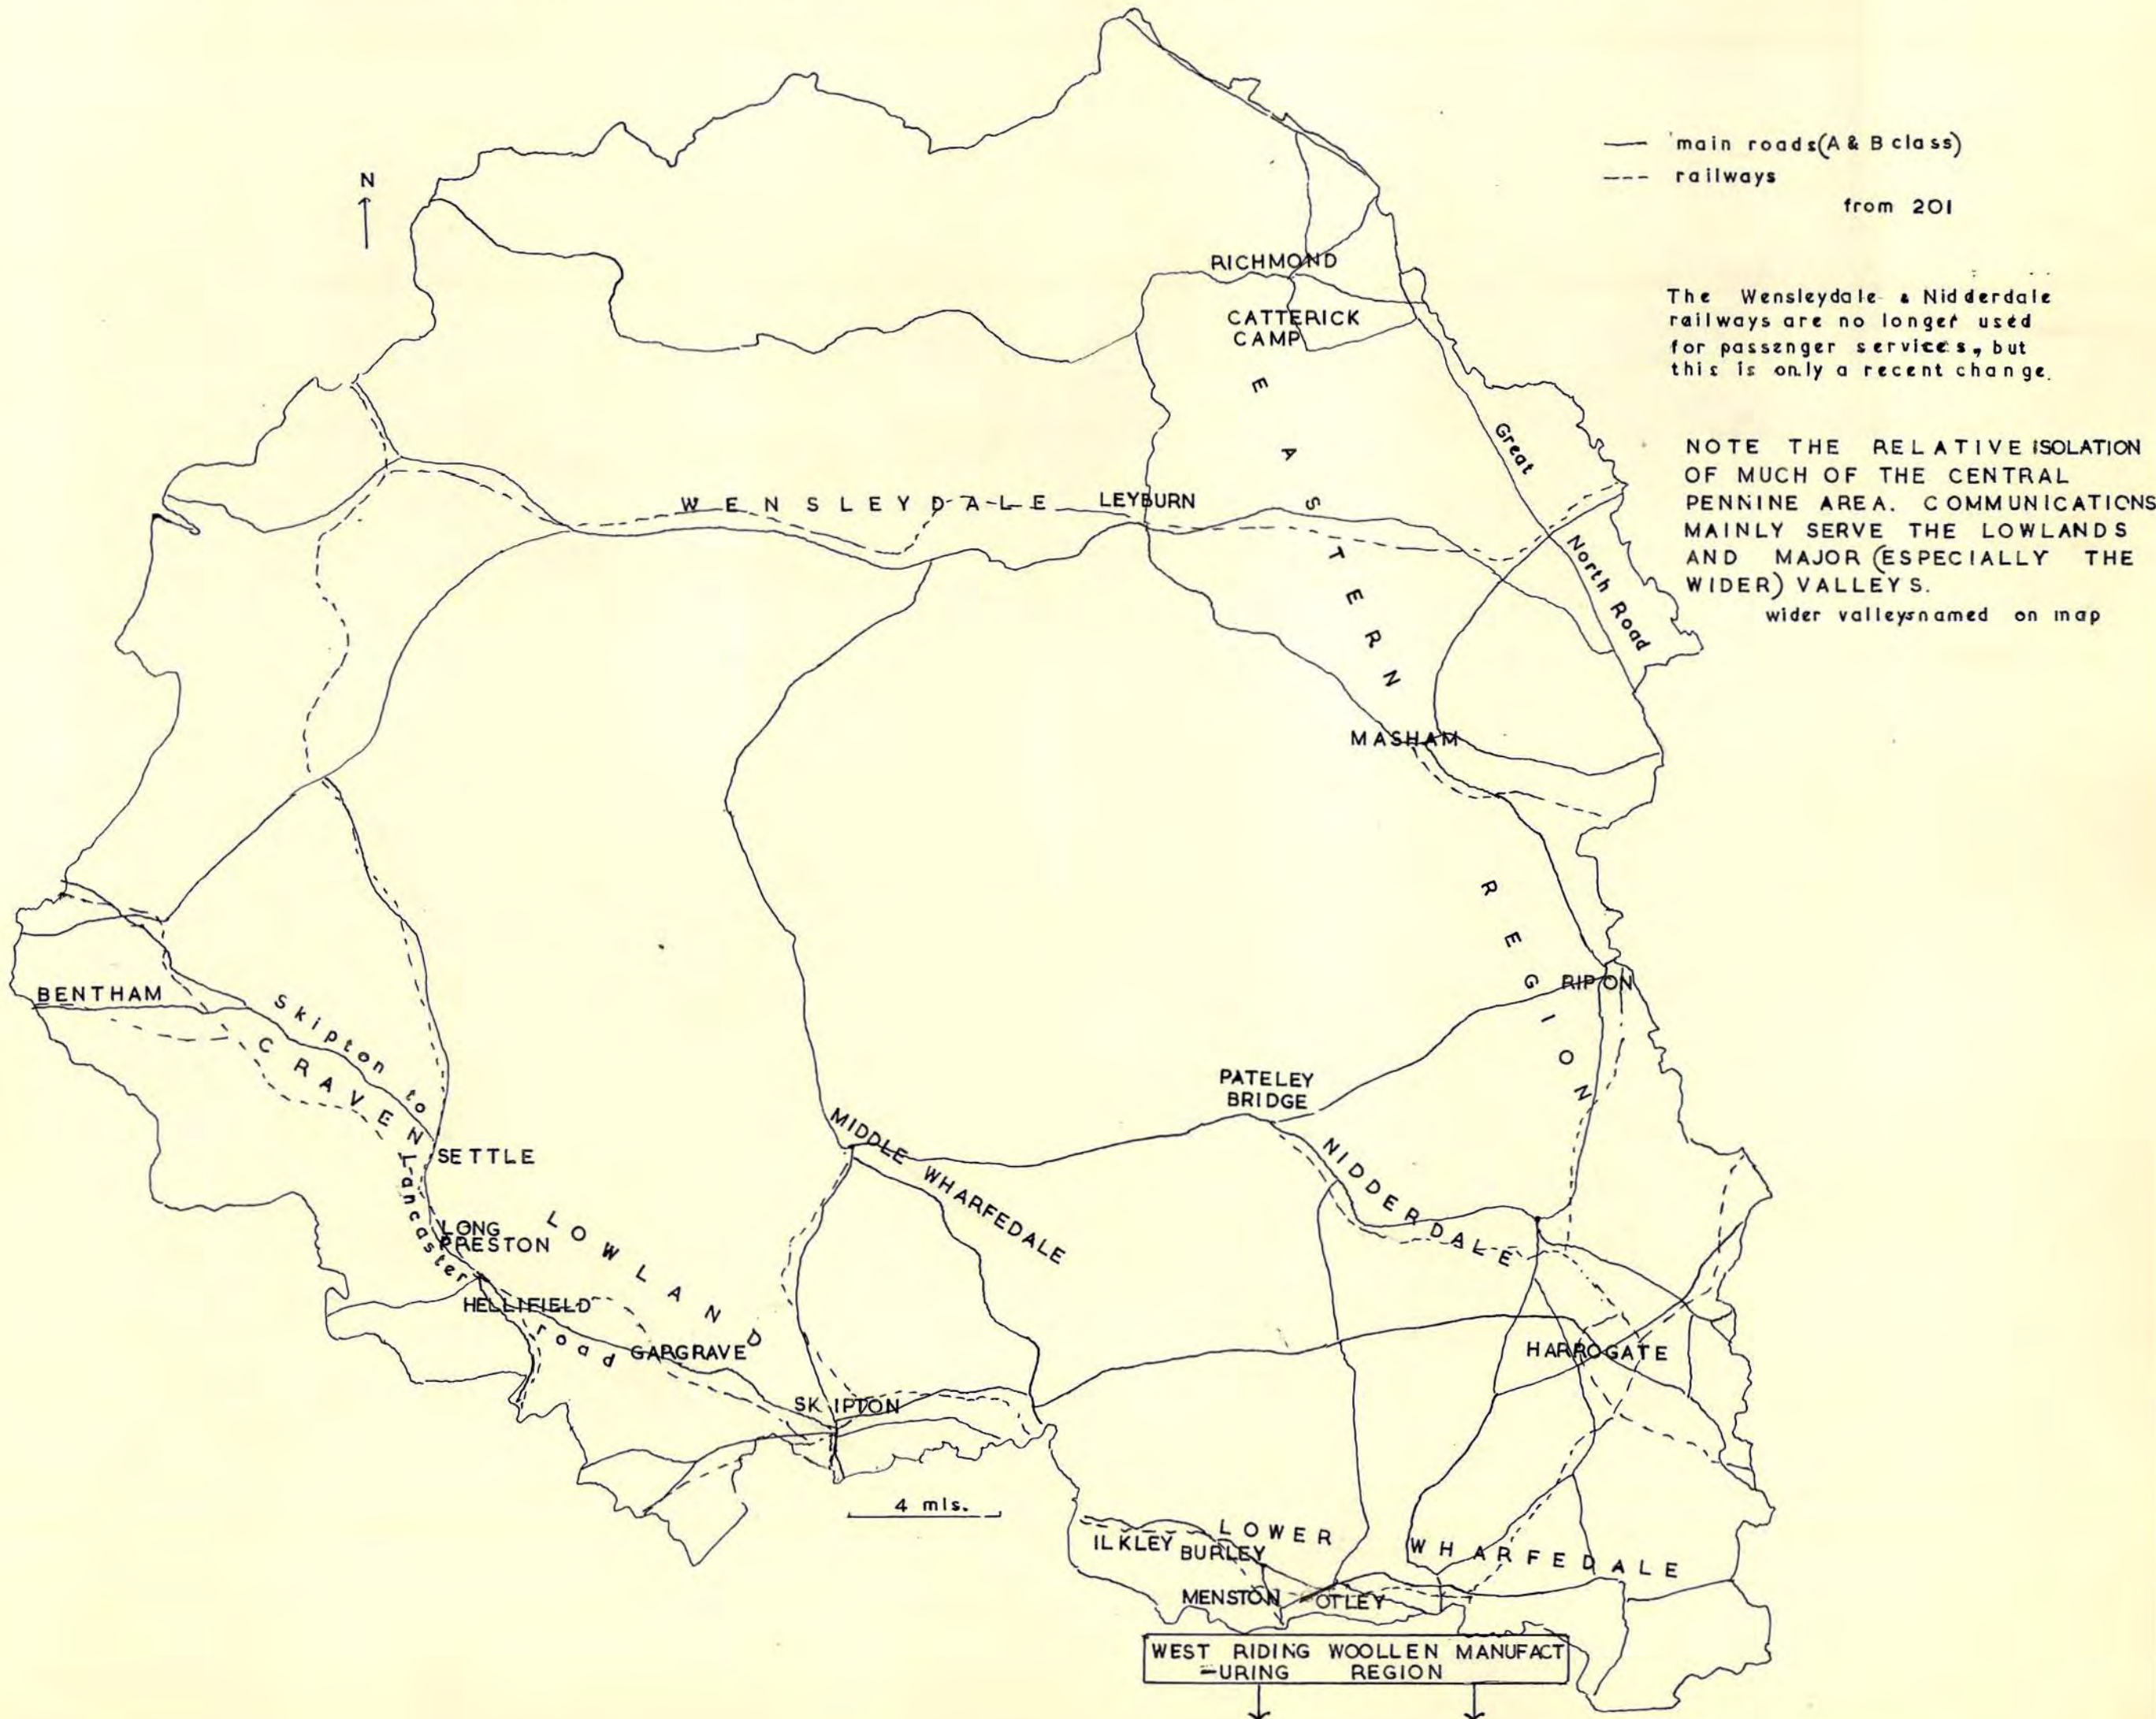 main roads(A & B class)
railways
from 201
N
The Wensleydale & Nidderdale
railways are no longer used
for passenger services, but
this is only a recent change.
NOTE THE RELATIVE ISOLATION
OF MUCH OF THE CENTRAL
PENNINE AREA. COMMUNICATIONS
MAINLY SERVE THE LOWLANDS
AND MAJOR (ESPECIALLY THE
WIDER) VALLEYS.
wider valleys named on map
RICHMOND
CATTERICK
CAMP
EASTERN REGION
Great North Road
WENSLEYDALE
LEYBURN
MASHAM
RIPON
BENTHAM
Skipton to Lancaster road
CRAVEN LOWLAND
SETTLE
LONG
PRESTON
HELLIFIELD
GARGRAVE
SKIPTON
PATELEY
BRIDGE
MIDDLE WHARFEDALE
NIDDERDALE
HARROGATE
4 mls.
LOWER WHARFEDALE
ILKLEY
BURLEY
MENSTON
OTLEY
WEST RIDING WOOLLEN MANUFACT
-URING REGION